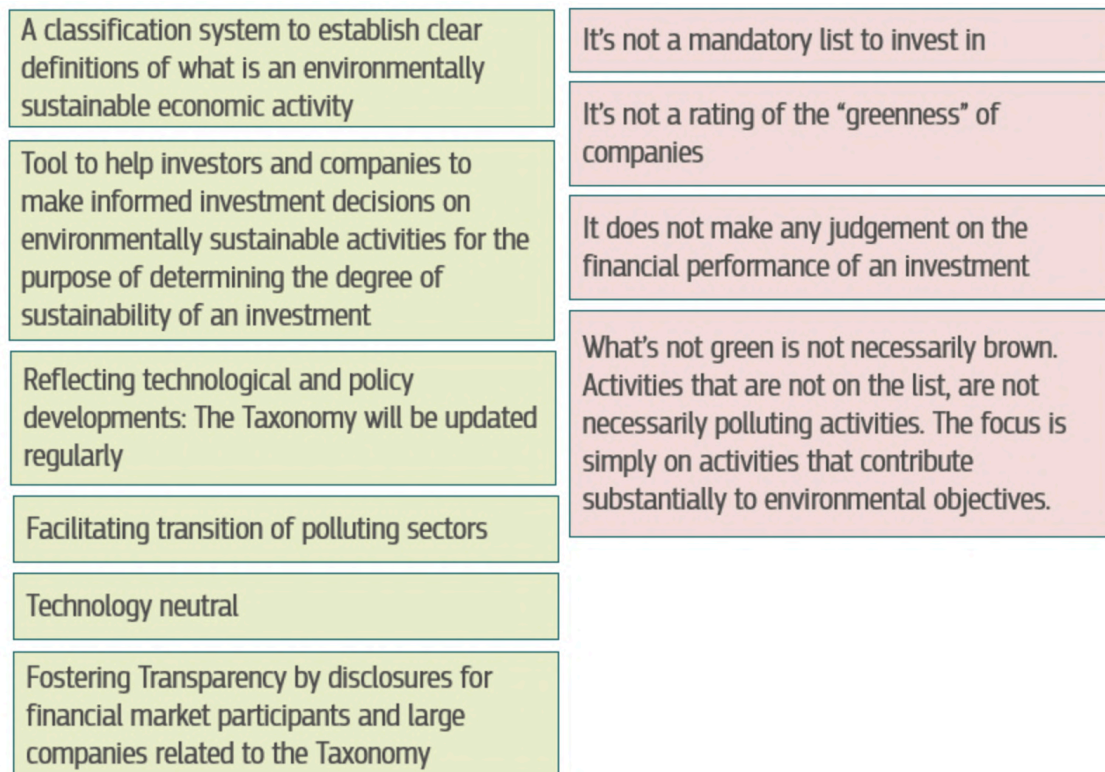 A classification system to establish clear
definitions of what is an environmentally
sustainable economic activity
Tool to help investors and companies to
make informed investment decisions on
environmentally sustainable activities for the
purpose of determining the degree of
sustainability of an investment
Reflecting technological and policy
developments: The Taxonomy will be updated
regularly
Facilitating transition of polluting sectors
Technology neutral
Fostering Transparency by disclosures for
financial market participants and large
companies related to the Taxonomy
It's not a mandatory list to invest in
It's not a rating of the “greenness” of
companies
It does not make any judgement on the
financial performance of an investment
What's not green is not necessarily brown.
Activities that are not on the list, are not
necessarily polluting activities. The focus is
simply on activities that contribute
substantially to environmental objectives.